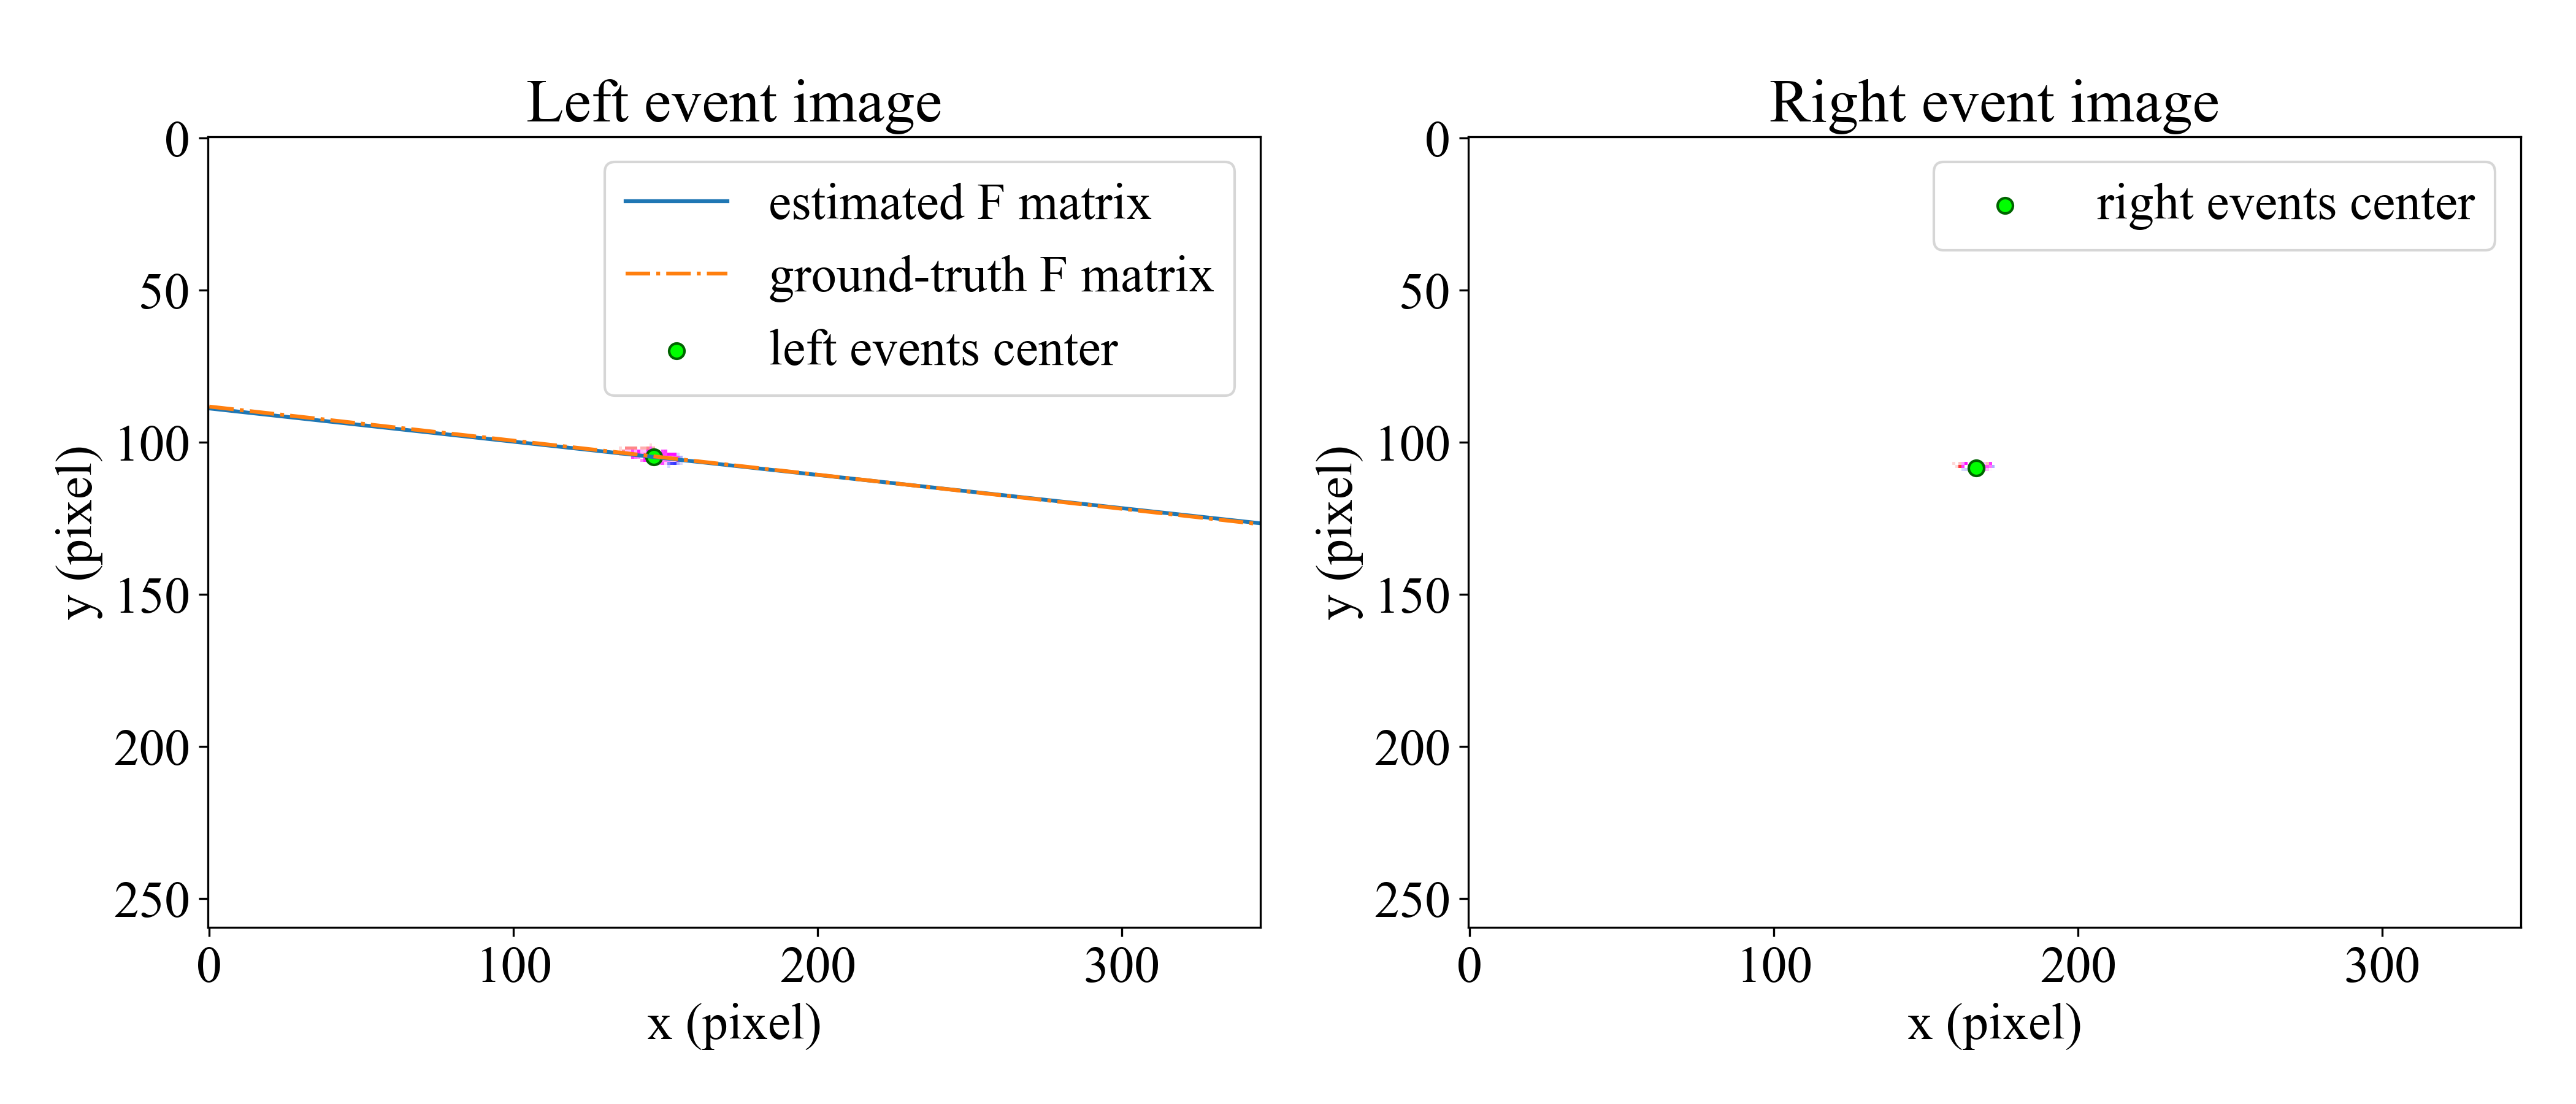 Left event image
estimated F matrix
ground-truth F matrix
left events center
0
50
100
150
200
250
y (pixel)
0 100 200 300
x (pixel)
Right event image
right events center
0
50
100
150
200
250
y (pixel)
0 100 200 300
x (pixel)